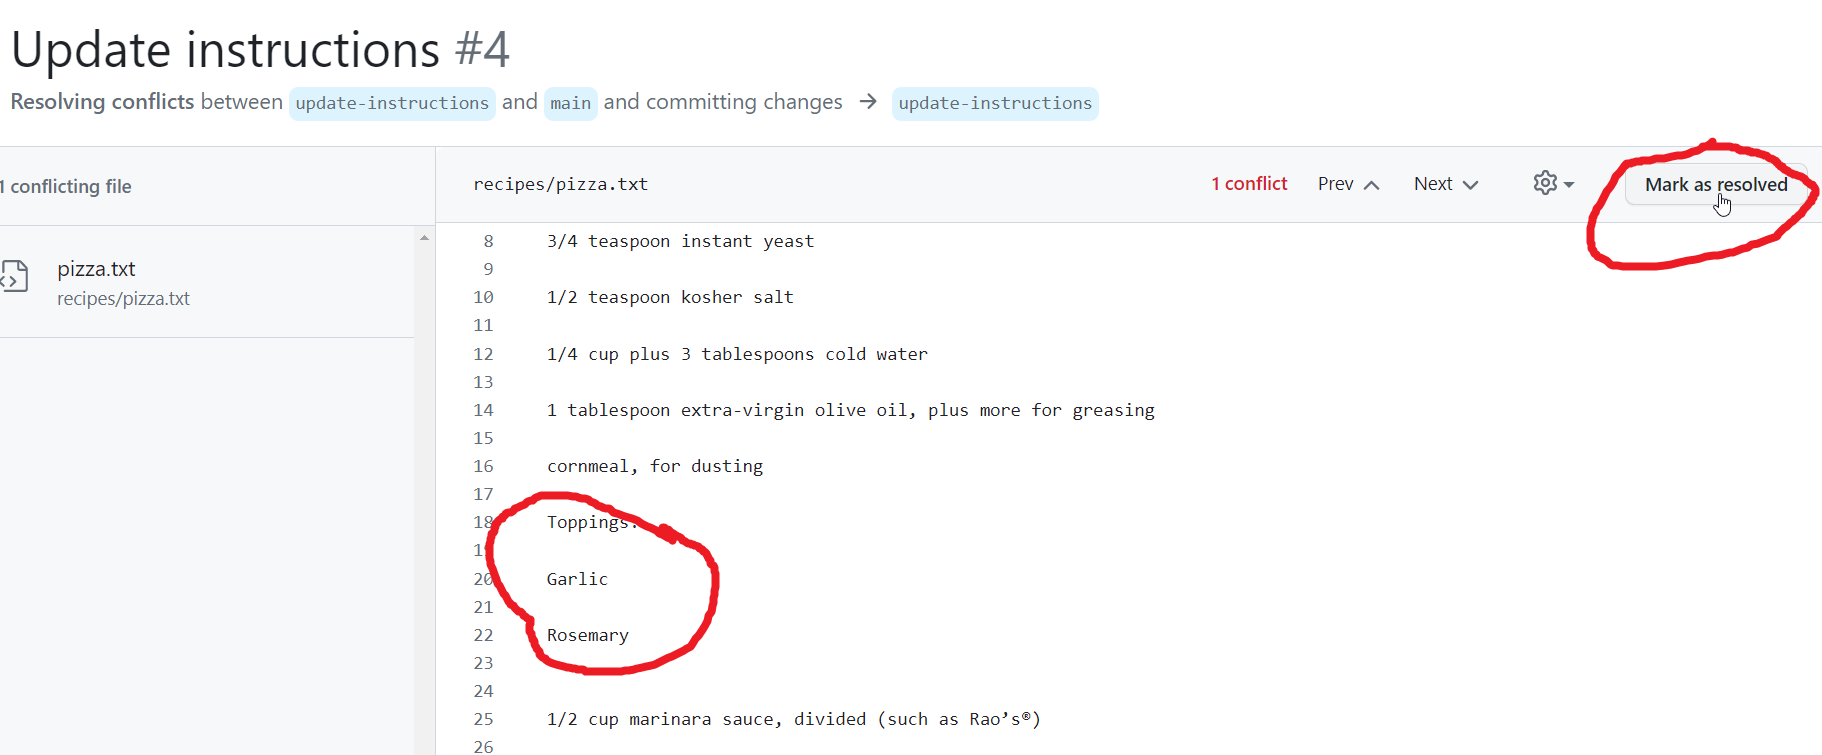 Update instructions #4
Resolving conflicts between update-instructions and main and committing changes → update-instructions
1 conflicting file
recipes/pizza.txt
1 conflict Prev Next Mark as resolved
pizza.txt
recipes/pizza.txt
8 3/4 teaspoon instant yeast
9
10 1/2 teaspoon kosher salt
11
12 1/4 cup plus 3 tablespoons cold water
13
14 1 tablespoon extra-virgin olive oil, plus more for greasing
15
16 cornmeal, for dusting
17
18 Toppings:
19
20 Garlic
21
22 Rosemary
23
24
25 1/2 cup marinara sauce, divided (such as Rao’s®)
26